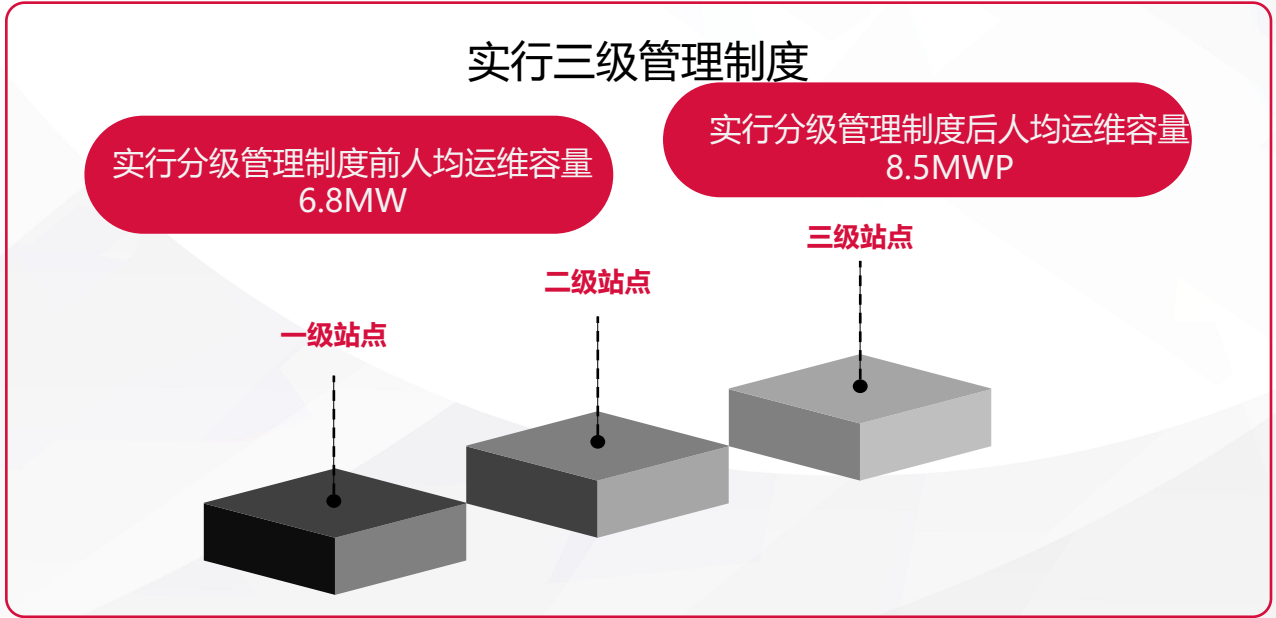 实行三级管理制度
实行分级管理制度前人均运维容量
6.8MW
实行分级管理制度后人均运维容量
8.5MWP
三级站点
二级站点
一级站点